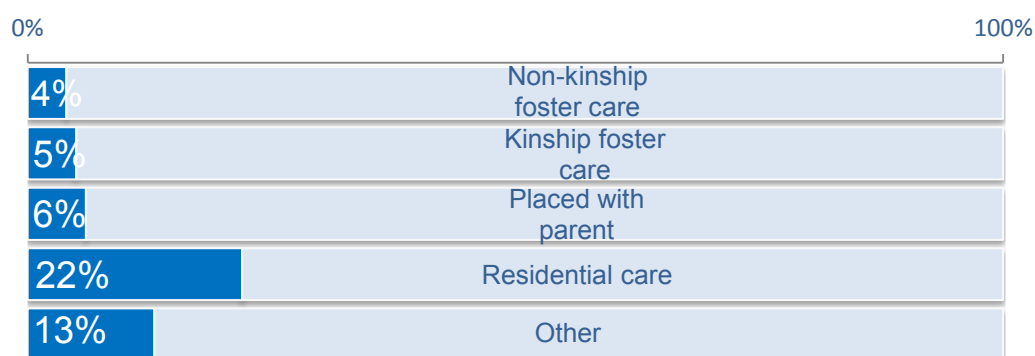 0% 100%
4% Non-kinship
foster care
5% Kinship foster
care
6% Placed with
parent
22% Residential care
13% Other